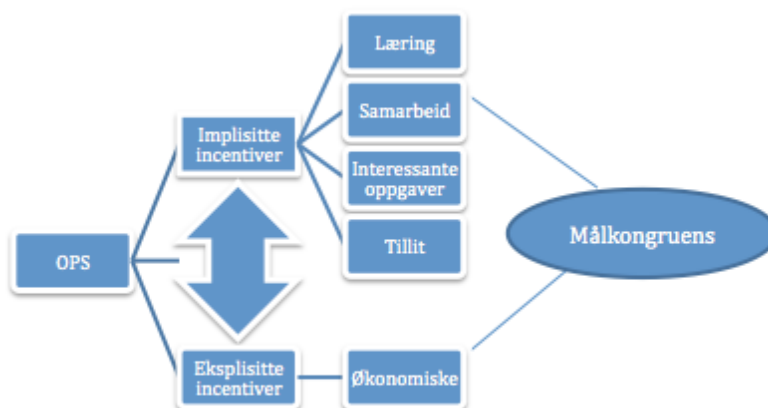 Læring
Samarbeid
Implisitte
incentiver
Interessante
oppgaver
Tillit
OPS
Målkongruens
Eksplisitte
incentiver
Økonomiske